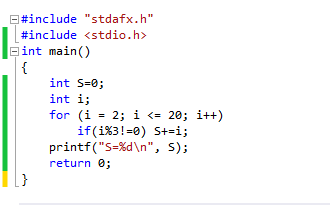 #include "stdafx.h"
#include <stdio.h>
int main()
{
    int S=0;
    int i;
    for (i = 2; i <= 20; i++)
        if(i%3!=0) S+=i;
    printf("S=%d\n", S);
    return 0;
}